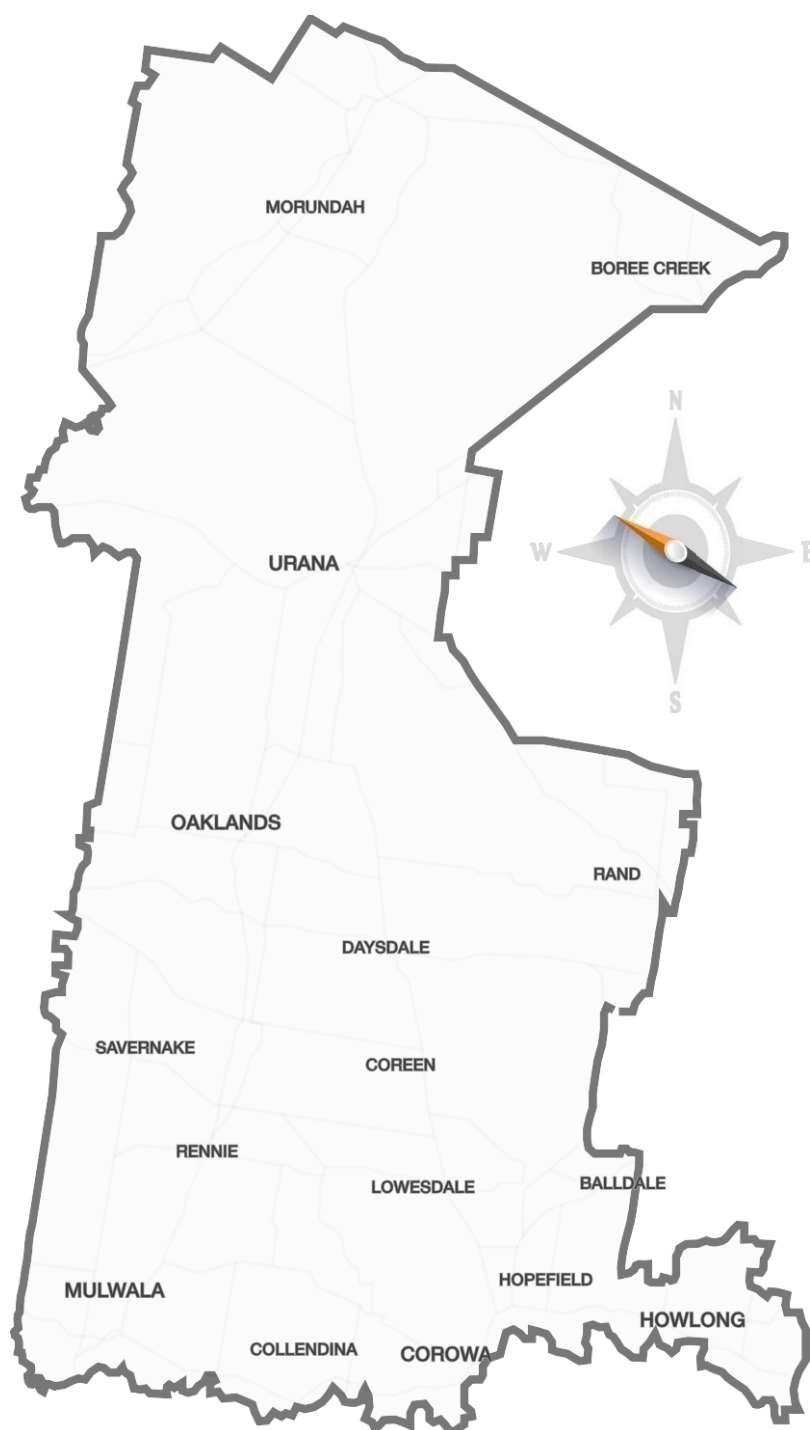 MORUNDAH
BOREE CREEK
N
W
E
S
URANA
OAKLANDS
RAND
DAYSDALE
SAVERNAKE
COREEN
RENNIE
LOWESDALE
BALLDALE
HOPEFIELD
MULWALA
HOWLONG
COLLENDINA
COROWA